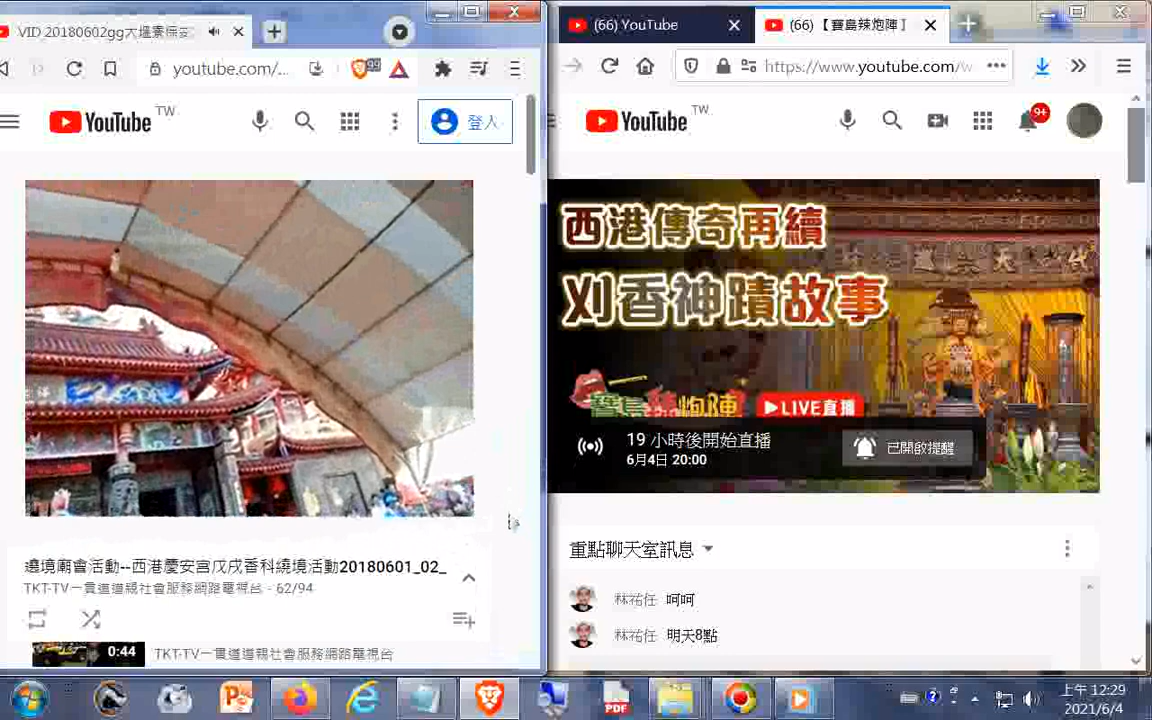 VID 20180602gg大
youtube.com/...
99
YouTube TW
登入
遶境廟會活動--西港慶安宮戊戌香科繞境活動20180601_02_
TKT-TV一貫道道親社會服務網路電視台 - 62/94
0:44
TKT-TV一貫道道親社會服務網路電視台
(66) YouTube
(66) 【寶島辣炮陣】
https://www.youtube.com/w
YouTube TW
9+
西港傳奇再續
刈香神蹟故事
寶島辣炮陣
LIVE直播
19 小時後開始直播
6月4日 20:00
已開啟提醒
重點聊天室訊息
林祐任 呵呵
林祐任 明天8點
PDF
上午 12:29
2021/6/4